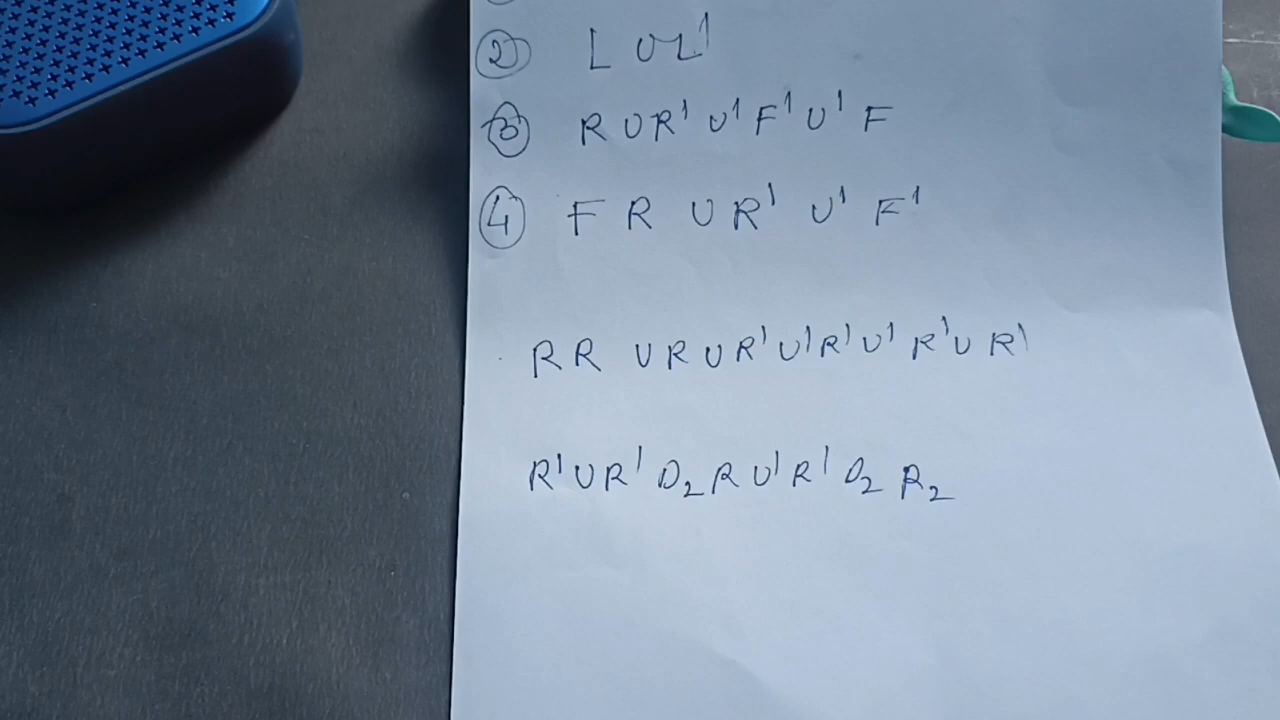 ② L U L'
③ R U R' U' F' U' F
④ F R U R' U' F'
R R U R U R' U' R' U' R' U R'
R' U R' D₂ R U' R' D₂ R₂